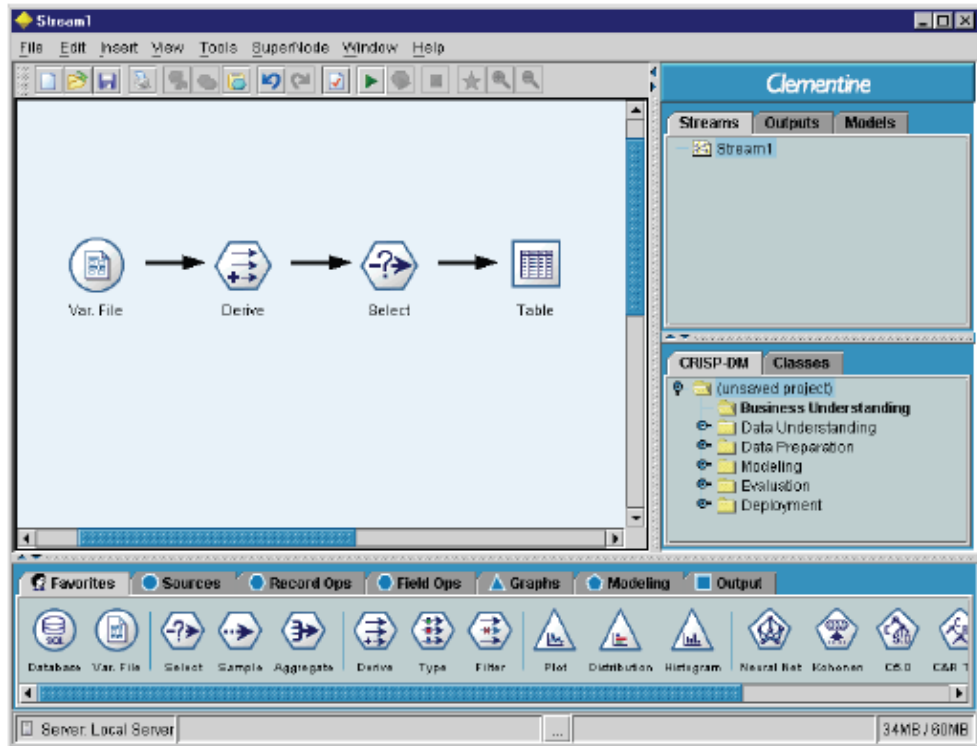 Stream1
File Edit Insert View Tools SuperNode Window Help
Clementine
Streams Outputs Models
Stream1
Var. File Derive Select Table
CRISP-DM Classes
(unsaved project)
Business Understanding
Data Understanding
Data Preparation
Modeling
Evaluation
Deployment
Favorites Sources Record Ops Field Ops Graphs Modeling Output
SQL
Database Var. File Select Sample Aggregate Derive Type Filter Plot Distribution Histogram Neural Net Kohonen C5.0 C&R T
Server: Local Server ... 34MB / 60MB